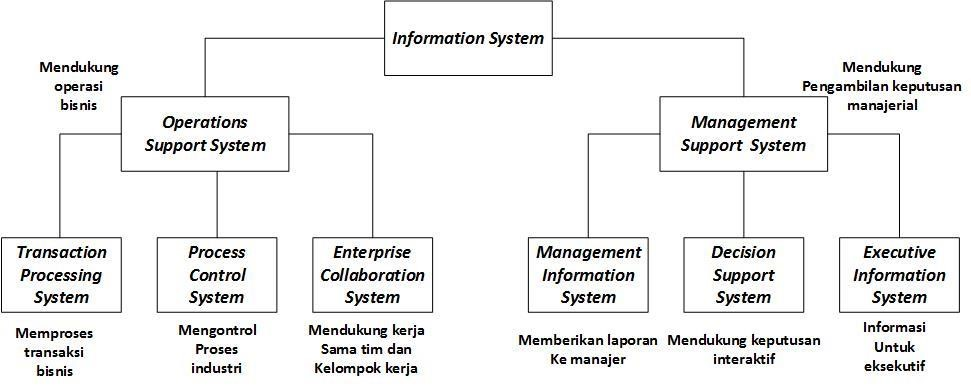 Information System
Mendukung
operasi
bisnis
Mendukung
Pengambilan keputusan
manajerial
Operations
Support System
Management
Support System
Transaction
Processing
System
Process
Control
System
Enterprise
Collaboration
System
Management
Information
System
Decision
Support
System
Executive
Information
System
Memproses
transaksi
bisnis
Mengontrol
Proses
industri
Mendukung kerja
Sama tim dan
Kelompok kerja
Memberikan laporan
Ke manajer
Mendukung keputusan
interaktif
Informasi
Untuk
eksekutif